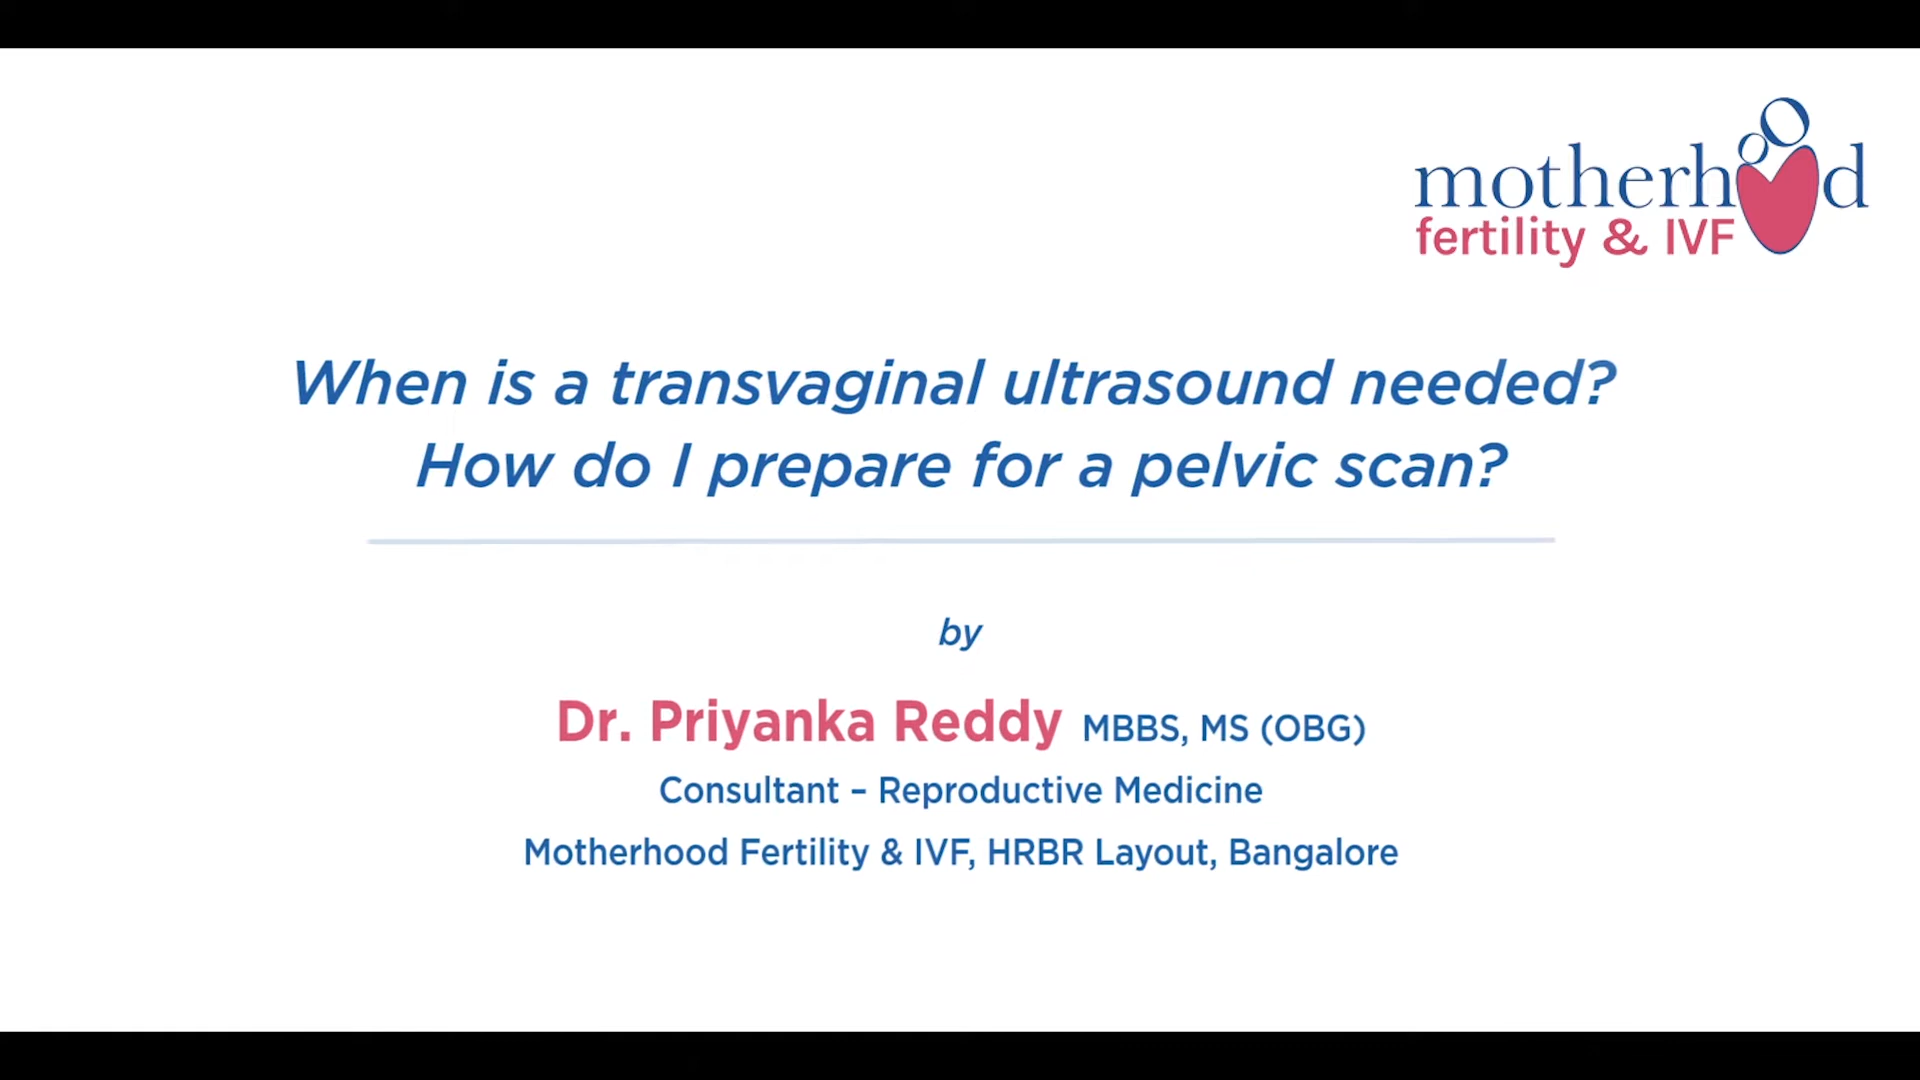 motherhood
fertility & IVF
When is a transvaginal ultrasound needed?
How do I prepare for a pelvic scan?
by
Dr. Priyanka Reddy MBBS, MS (OBG)
Consultant – Reproductive Medicine
Motherhood Fertility & IVF, HRBR Layout, Bangalore